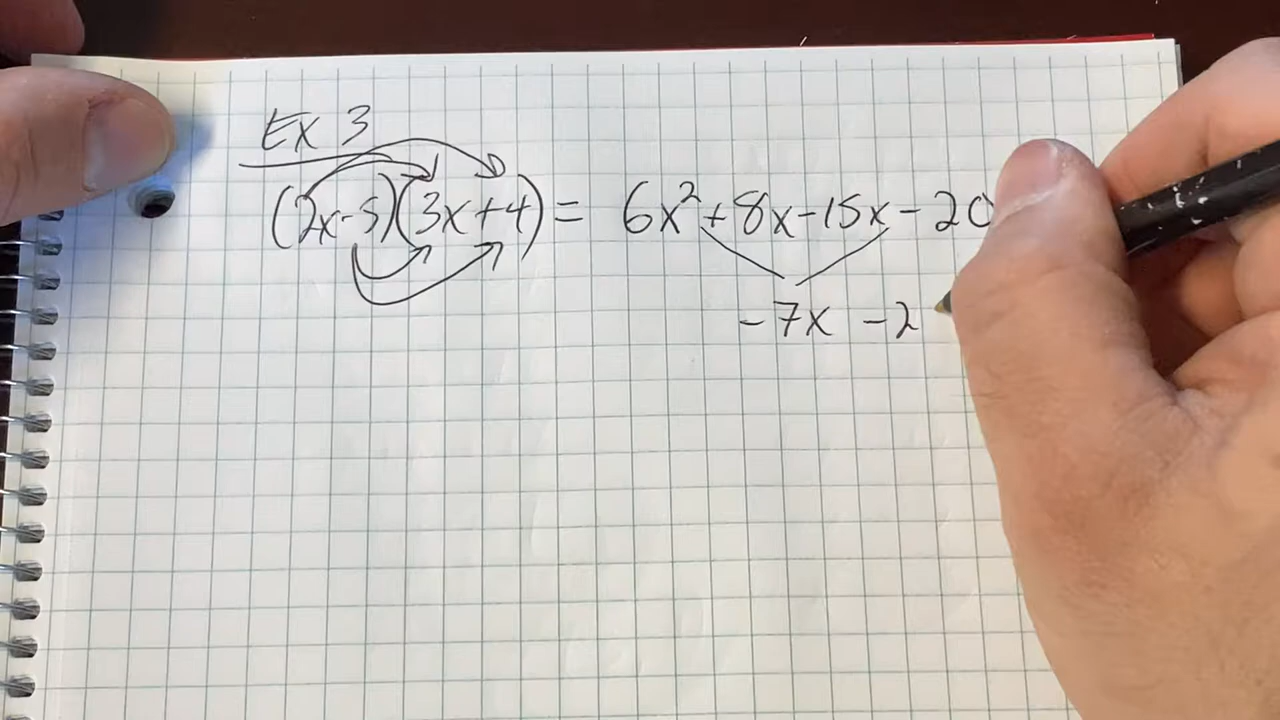 Ex 3
(2x-5)(3x+4) = 6x²+8x-15x-20
-7x -2